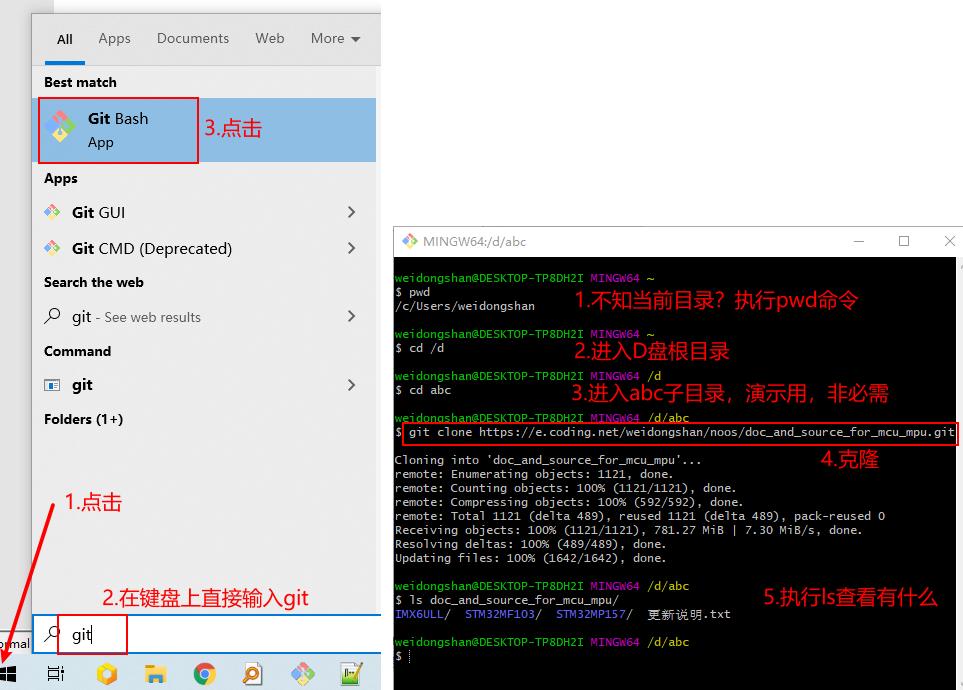 All Apps Documents Web More
Best match
Git Bash
App
3.点击
Apps
Git GUI
Git CMD (Deprecated)
Search the web
git - See web results
Command
git
Folders (1+)
1.点击
2.在键盘上直接输入git
git
ormal
MINGW64:/d/abc
weidongshan@DESKTOP-TP8DH2I MINGW64 ~
$ pwd
/c/Users/weidongshan
1.不知当前目录？执行pwd命令
weidongshan@DESKTOP-TP8DH2I MINGW64 ~
$ cd /d
2.进入D盘根目录
weidongshan@DESKTOP-TP8DH2I MINGW64 /d
$ cd abc
3.进入abc子目录，演示用，非必需
weidongshan@DESKTOP-TP8DH2I MINGW64 /d/abc
$ git clone https://e.coding.net/weidongshan/noos/doc_and_source_for_mcu_mpu.git
4.克隆
Cloning into 'doc_and_source_for_mcu_mpu'...
remote: Enumerating objects: 1121, done.
remote: Counting objects: 100% (1121/1121), done.
remote: Compressing objects: 100% (592/592), done.
remote: Total 1121 (delta 489), reused 1121 (delta 489), pack-reused 0
Receiving objects: 100% (1121/1121), 781.27 MiB | 7.30 MiB/s, done.
Resolving deltas: 100% (489/489), done.
Updating files: 100% (1642/1642), done.
weidongshan@DESKTOP-TP8DH2I MINGW64 /d/abc
$ ls doc_and_source_for_mcu_mpu/
5.执行ls查看有什么
IMX6ULL/ STM32MF103/ STM32MP157/ 更新说明.txt
weidongshan@DESKTOP-TP8DH2I MINGW64 /d/abc
$